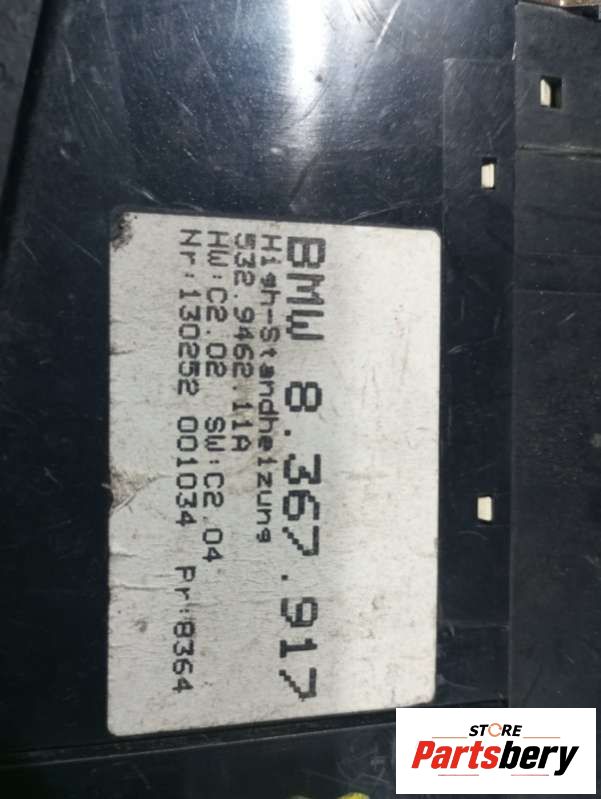 BMW 8.367.917
High-Standheizung
532.9462.11A
HW:C2.02 SW:C2.04
Nr:130252 001034 Pr:8364
STORE
Partsbery